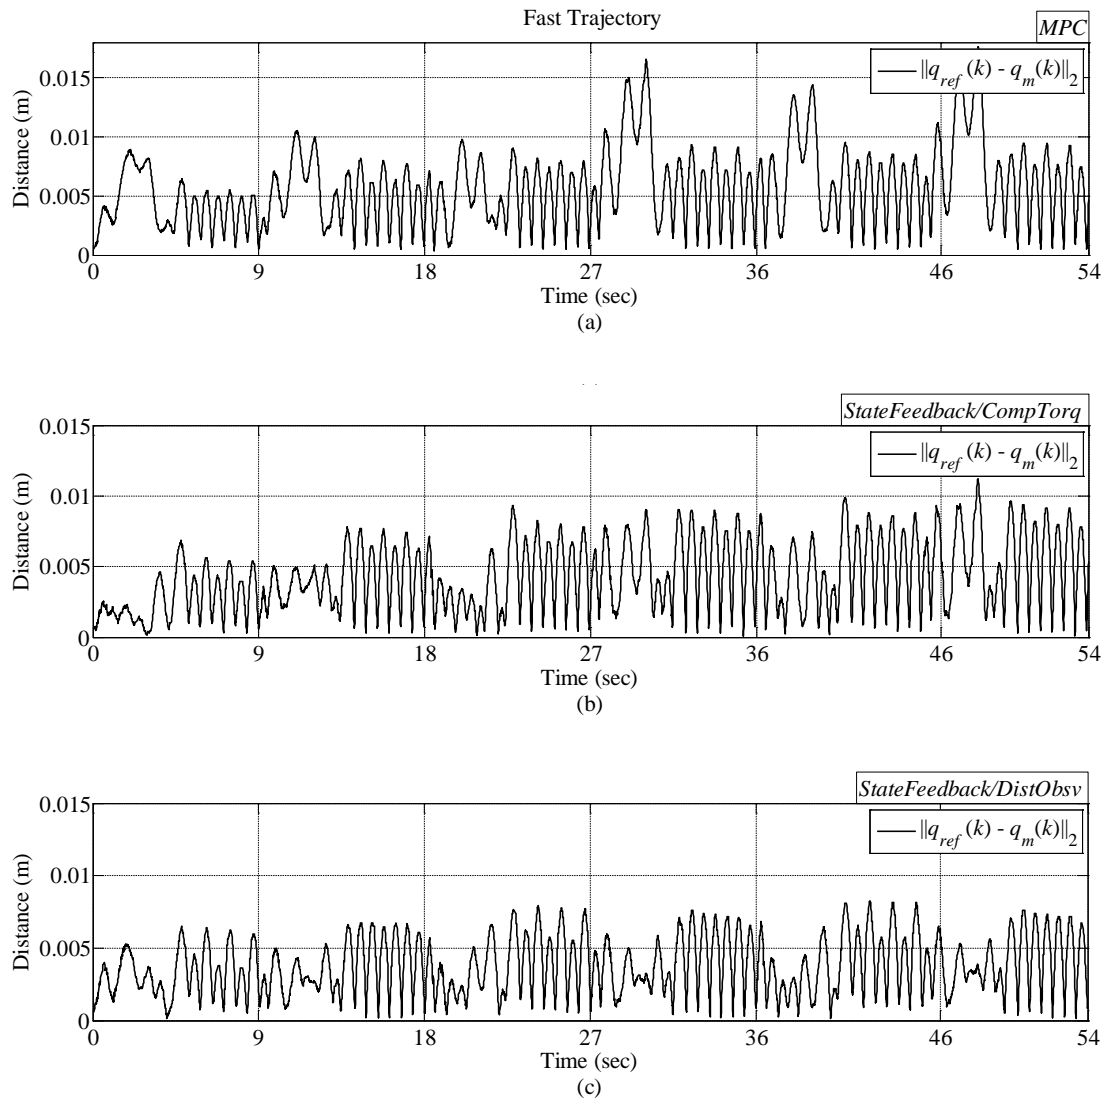 Fast Trajectory
MPC
||q_ref (k) - q_m(k)||_2
Distance (m)
0.015
0.01
0.005
0
0 9 18 27 36 46 54
Time (sec)
(a)
StateFeedback/CompTorq
||q_ref (k) - q_m(k)||_2
Distance (m)
0.015
0.01
0.005
0
0 9 18 27 36 46 54
Time (sec)
(b)
StateFeedback/DistObsv
||q_ref (k) - q_m(k)||_2
Distance (m)
0.015
0.01
0.005
0
0 9 18 27 36 46 54
Time (sec)
(c)